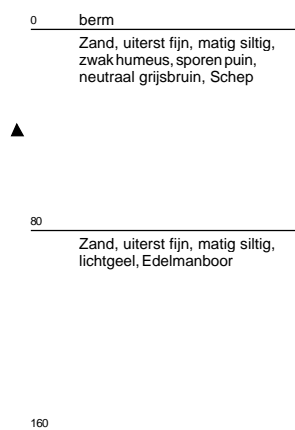 0 berm
Zand, uiterst fijn, matig siltig,
zwak humeus, sporen puin,
neutraal grijsbruin, Schep
80
Zand, uiterst fijn, matig siltig,
lichtgeel, Edelmanboor
160